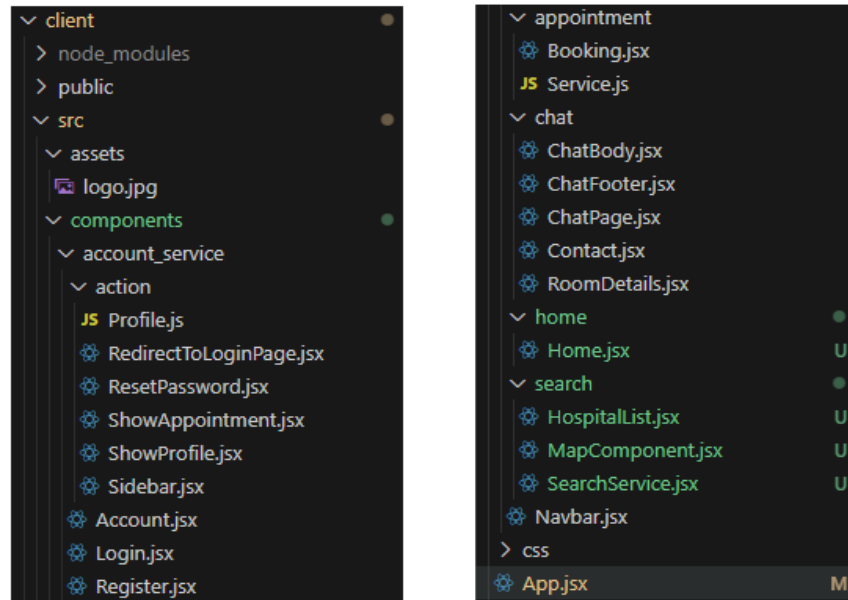 client
node_modules
public
src
assets
logo.jpg
components
account_service
action
JS Profile.js
RedirectToLoginPage.jsx
ResetPassword.jsx
ShowAppointment.jsx
ShowProfile.jsx
Sidebar.jsx
Account.jsx
Login.jsx
Register.jsx
appointment
Booking.jsx
JS Service.js
chat
ChatBody.jsx
ChatFooter.jsx
ChatPage.jsx
Contact.jsx
RoomDetails.jsx
home
Home.jsx U
search
HospitalList.jsx U
MapComponent.jsx U
SearchService.jsx U
Navbar.jsx
css
App.jsx M